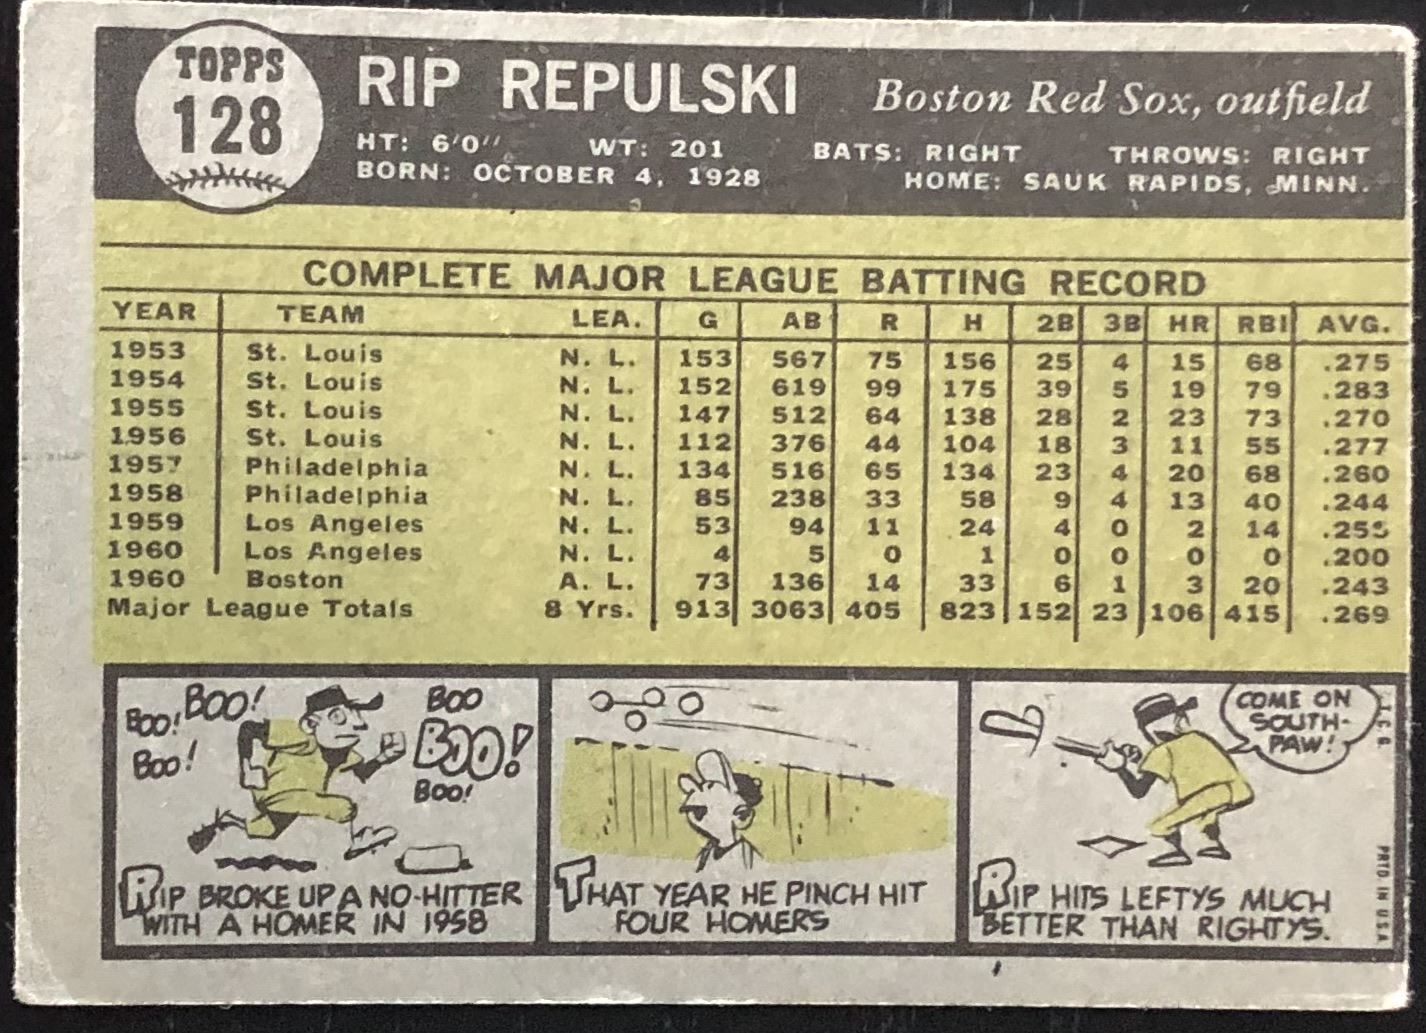 TOPPS
128
RIP REPULSKI
Boston Red Sox, outfield
HT: 6'0" WT: 201 BATS: RIGHT THROWS: RIGHT
BORN: OCTOBER 4, 1928 HOME: SAUK RAPIDS, MINN.
COMPLETE MAJOR LEAGUE BATTING RECORD
YEAR TEAM LEA. G AB R H 2B 3B HR RBI AVG.
1953 St. Louis N. L. 153 567 75 156 25 4 15 68 .275
1954 St. Louis N. L. 152 619 99 175 39 5 19 79 .283
1955 St. Louis N. L. 147 512 64 138 28 2 23 73 .270
1956 St. Louis N. L. 112 376 44 104 18 3 11 55 .277
1957 Philadelphia N. L. 134 516 65 134 23 4 20 68 .260
1958 Philadelphia N. L. 85 238 33 58 9 4 13 40 .244
1959 Los Angeles N. L. 53 94 11 24 4 0 2 14 .255
1960 Los Angeles N. L. 4 5 0 1 0 0 0 0 .200
1960 Boston A. L. 73 136 14 33 6 1 3 20 .243
Major League Totals 8 Yrs. 913 3063 405 823 152 23 106 415 .269
BOO! BOO! BOO!
BOO BOO! BOO!
RIP BROKE UP A NO-HITTER
WITH A HOMER IN 1958
THAT YEAR HE PINCH HIT
FOUR HOMERS
COME ON
SOUTH-
PAW!
RIP HITS LEFTYS MUCH
BETTER THAN RIGHTYS.
PRTD IN U.S.A.